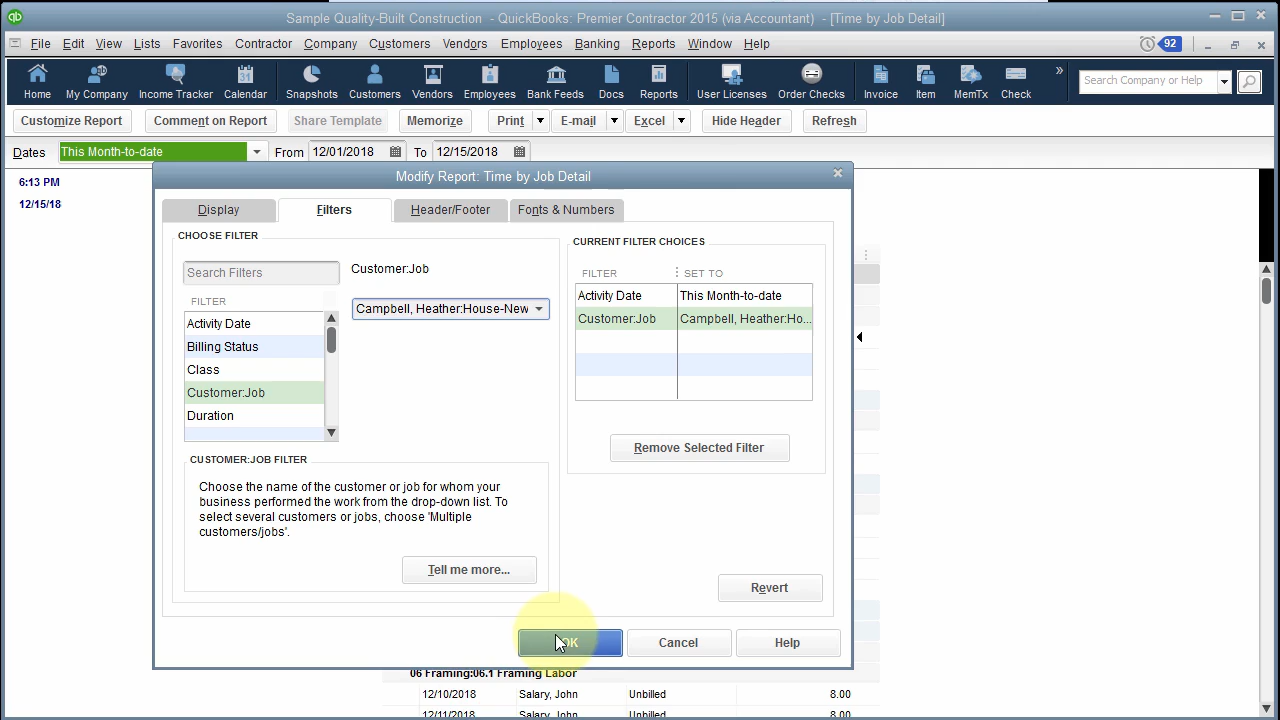 Sample Quality-Built Construction - QuickBooks: Premier Contractor 2015 (via Accountant) - [Time by Job Detail]
File Edit View Lists Favorites Contractor Company Customers Vendors Employees Banking Reports Window Help 92
Home My Company Income Tracker Calendar Snapshots Customers Vendors Employees Bank Feeds Docs Reports User Licenses Order Checks Invoice Item MemTx Check » Search Company or Help
Customize Report Comment on Report Share Template Memorize Print E-mail Excel Hide Header Refresh
Dates This Month-to-date From 12/01/2018 To 12/15/2018
6:13 PM
12/15/18
Modify Report: Time by Job Detail
Display Filters Header/Footer Fonts & Numbers
CHOOSE FILTER
Search Filters
FILTER
Activity Date
Billing Status
Class
Customer:Job
Duration
Customer:Job
Campbell, Heather:House-New
CUSTOMER:JOB FILTER
Choose the name of the customer or job for whom your
business performed the work from the drop-down list. To
select several customers or jobs, choose 'Multiple
customers/jobs'.
Tell me more...
CURRENT FILTER CHOICES
FILTER SET TO
Activity Date This Month-to-date
Customer:Job Campbell, Heather:Ho...
Remove Selected Filter
Revert
OK Cancel Help
06 Framing:06.1 Framing Labor
12/10/2018 Salary, John Unbilled 8.00
12/11/2018 Salary, John Unbilled 8.00